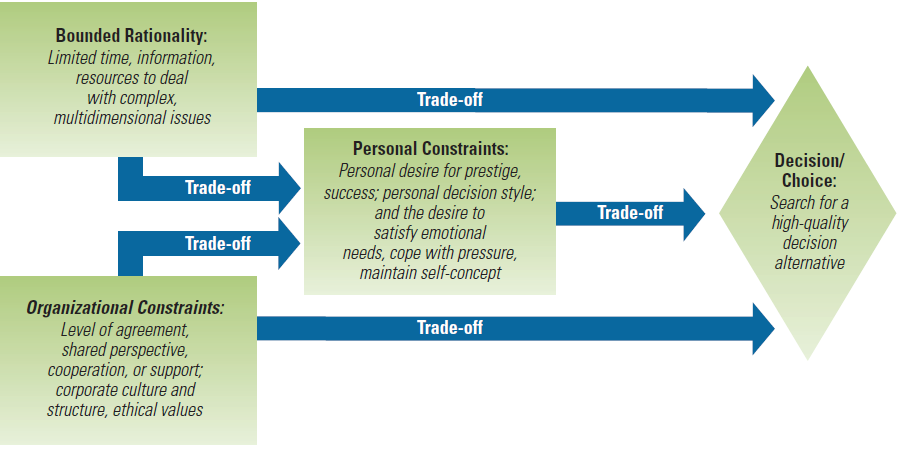 Bounded Rationality:
Limited time, information,
resources to deal
with complex,
multidimensional issues
Trade-off
Personal Constraints:
Personal desire for prestige,
success; personal decision style;
and the desire to
satisfy emotional
needs, cope with pressure,
maintain self-concept
Trade-off
Trade-off
Trade-off
Decision/
Choice:
Search for a
high-quality
decision
alternative
Organizational Constraints:
Level of agreement,
shared perspective,
cooperation, or support;
corporate culture and
structure, ethical values
Trade-off